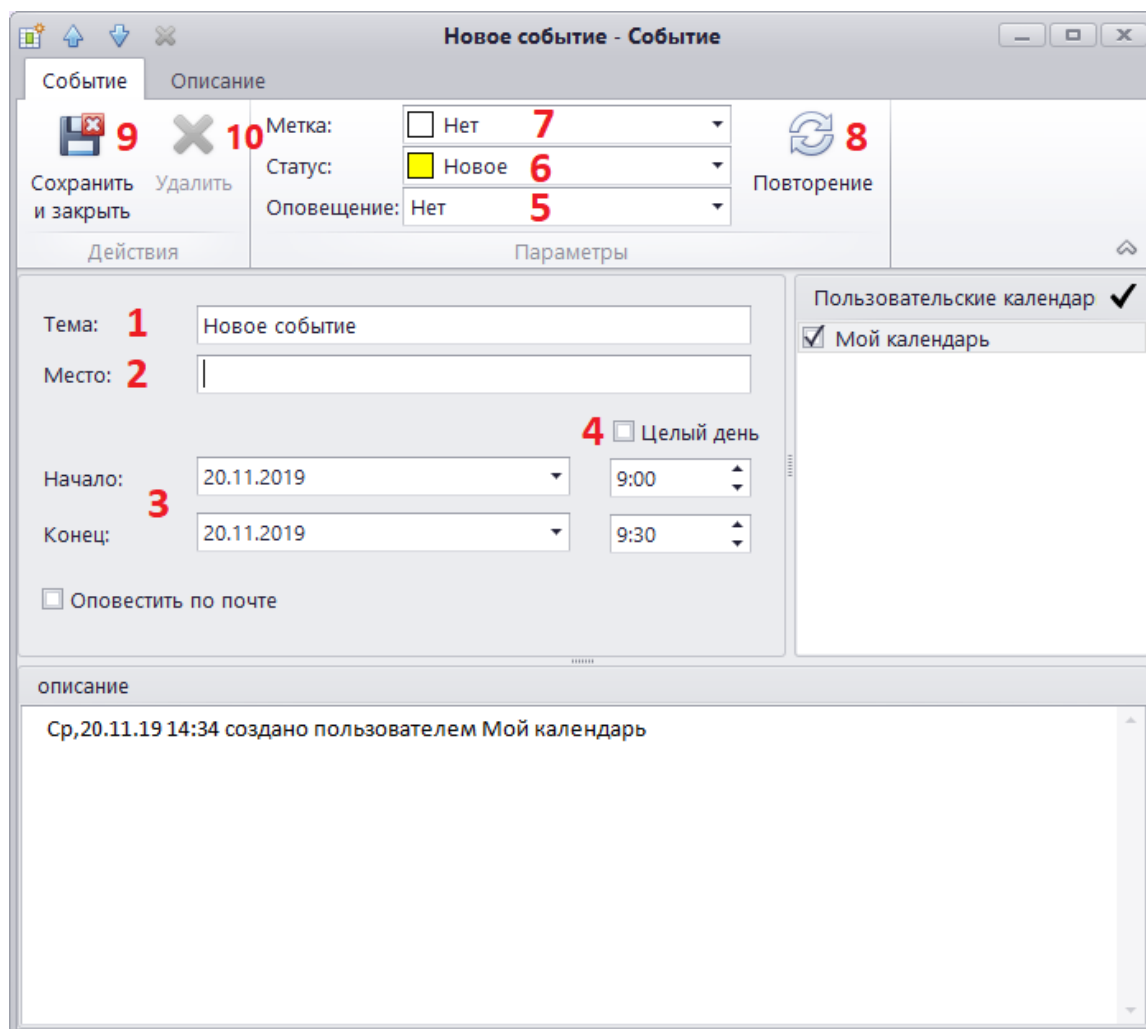 Новое событие - Событие
Событие Описание
9 10 Метка: Нет 7 8
Статус: Новое 6
Сохранить и закрыть Удалить Оповещение: Нет 5 Повторение
Действия Параметры
Пользовательские календар
Тема: 1 Новое событие
Мой календарь
Место: 2
4 Целый день
Начало: 20.11.2019 9:00
3
Конец: 20.11.2019 9:30
Оповестить по почте
описание
Ср,20.11.19 14:34 создано пользователем Мой календарь